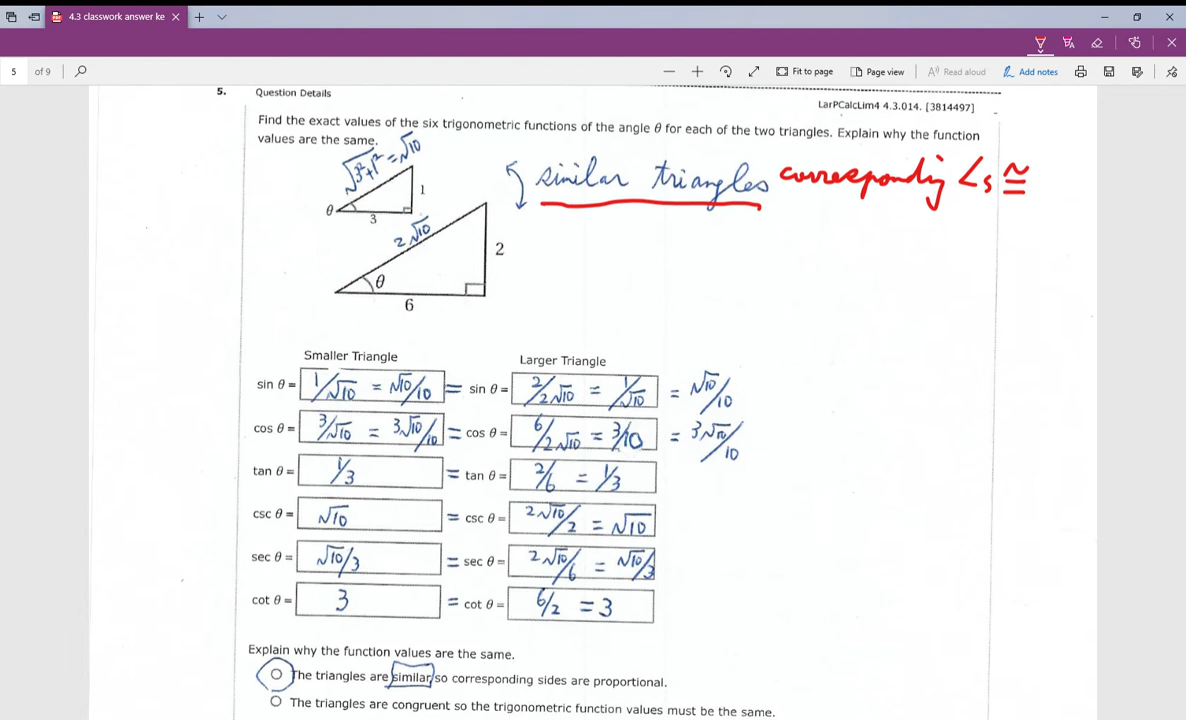 4.3 classwork answer ke
5 of 9
Fit to page
Page view
Read aloud
Add notes
5. Question Details
LarPCalcLim4 4.3.014. [3814497]
Find the exact values of the six trigonometric functions of the angle θ for each of the two triangles. Explain why the function
values are the same.
√3²+1² = √10
similar triangles corresponding ∠s ≅
1
θ
3
2√10
2
θ
6
Smaller Triangle Larger Triangle
sin θ = 1/√10 = √10/10 = sin θ = 2/2√10 = 1/√10 = √10/10
cos θ = 3/√10 = 3√10/10 = cos θ = 6/2√10 = 3/10 = 3√10/10
tan θ = 1/3 = tan θ = 2/6 = 1/3
csc θ = √10 = csc θ = 2√10/2 = √10
sec θ = √10/3 = sec θ = 2√10/6 = √10/3
cot θ = 3 = cot θ = 6/2 = 3
Explain why the function values are the same.
The triangles are similar so corresponding sides are proportional.
The triangles are congruent so the trigonometric function values must be the same.